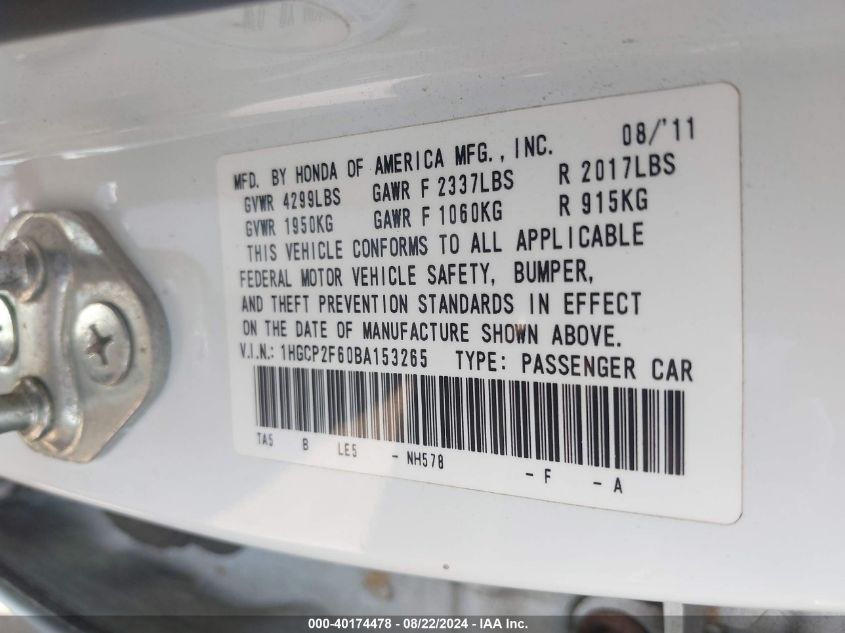 MFD. BY HONDA OF AMERICA MFG., INC. 08/'11
GVWR 4299LBS GAWR F 2337LBS R 2017LBS
GVWR 1950KG GAWR F 1060KG R 915KG
THIS VEHICLE CONFORMS TO ALL APPLICABLE
FEDERAL MOTOR VEHICLE SAFETY, BUMPER,
AND THEFT PREVENTION STANDARDS IN EFFECT
ON THE DATE OF MANUFACTURE SHOWN ABOVE.
V.I.N.: 1HGCP2F60BA153265 TYPE: PASSENGER CAR
TA5 B LE5 - NH578 - F - A
000-40174478 - 08/22/2024 - IAA Inc.